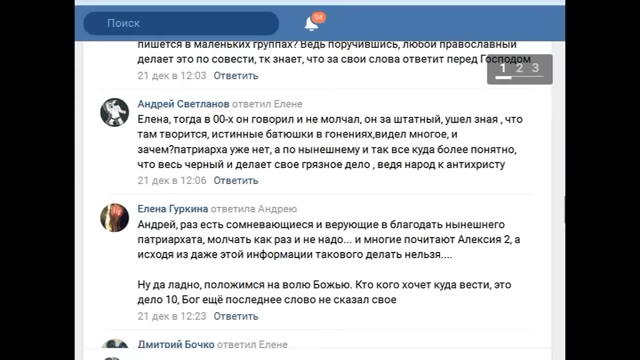 Поиск
94
пишется в маленьких группах? Ведь поручившись, любой православный
делает это по совести, тк знает, что за свои слова ответит перед Господом
21 дек в 12:03 Ответить
1 2 3
Андрей Светланов ответил Елене
Елена, тогда в 00-х он говорил и не молчал, он за штатный, ушел зная , что
там творится, истинные батюшки в гонениях,видел многое, и
зачем?патриарха уже нет, а по нынешнему и так все куда более понятно,
что весь черный и делает свое грязное дело , ведя народ к антихристу
21 дек в 12:06 Ответить
Елена Гуркина ответила Андрею
Андрей, раз есть сомневающиеся и верующие в благодать нынешнего
патриархата, молчать как раз и не надо... и многие почитают Алексия 2, а
исходя из даже этой информации такового делать нельзя....
Ну да ладно, положимся на волю Божью. Кто кого хочет куда вести, это
дело 10, Бог ещё последнее слово не сказал свое
21 дек в 12:23 Ответить
Дмитрий Бочко ответил Елене